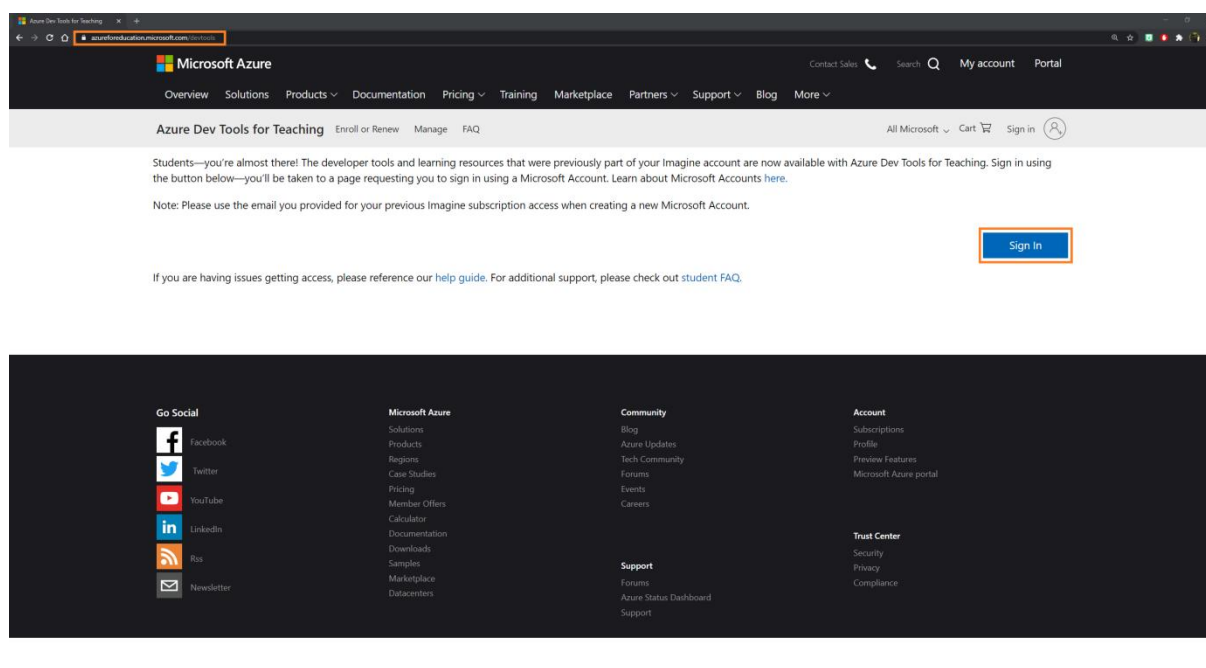 Azure Dev Tools for Teaching
azureforeducation.microsoft.com/devtools
Microsoft Azure
Contact Sales Search My account Portal
Overview Solutions Products Documentation Pricing Training Marketplace Partners Support Blog More
Azure Dev Tools for Teaching Enroll or Renew Manage FAQ All Microsoft Cart Sign in
Students—you're almost there! The developer tools and learning resources that were previously part of your Imagine account are now available with Azure Dev Tools for Teaching. Sign in using
the button below—you'll be taken to a page requesting you to sign in using a Microsoft Account. Learn about Microsoft Accounts here.
Note: Please use the email you provided for your previous Imagine subscription access when creating a new Microsoft Account.
Sign In
If you are having issues getting access, please reference our help guide. For additional support, please check out student FAQ.
Go Social
Facebook
Twitter
YouTube
LinkedIn
Rss
Newsletter
Microsoft Azure
Solutions
Products
Regions
Case Studies
Pricing
Member Offers
Calculator
Documentation
Downloads
Samples
Marketplace
Datacenters
Community
Blog
Azure Updates
Tech Community
Forums
Events
Careers
Support
Forums
Azure Status Dashboard
Support
Account
Subscriptions
Profile
Preview Features
Microsoft Azure portal
Trust Center
Security
Privacy
Compliance